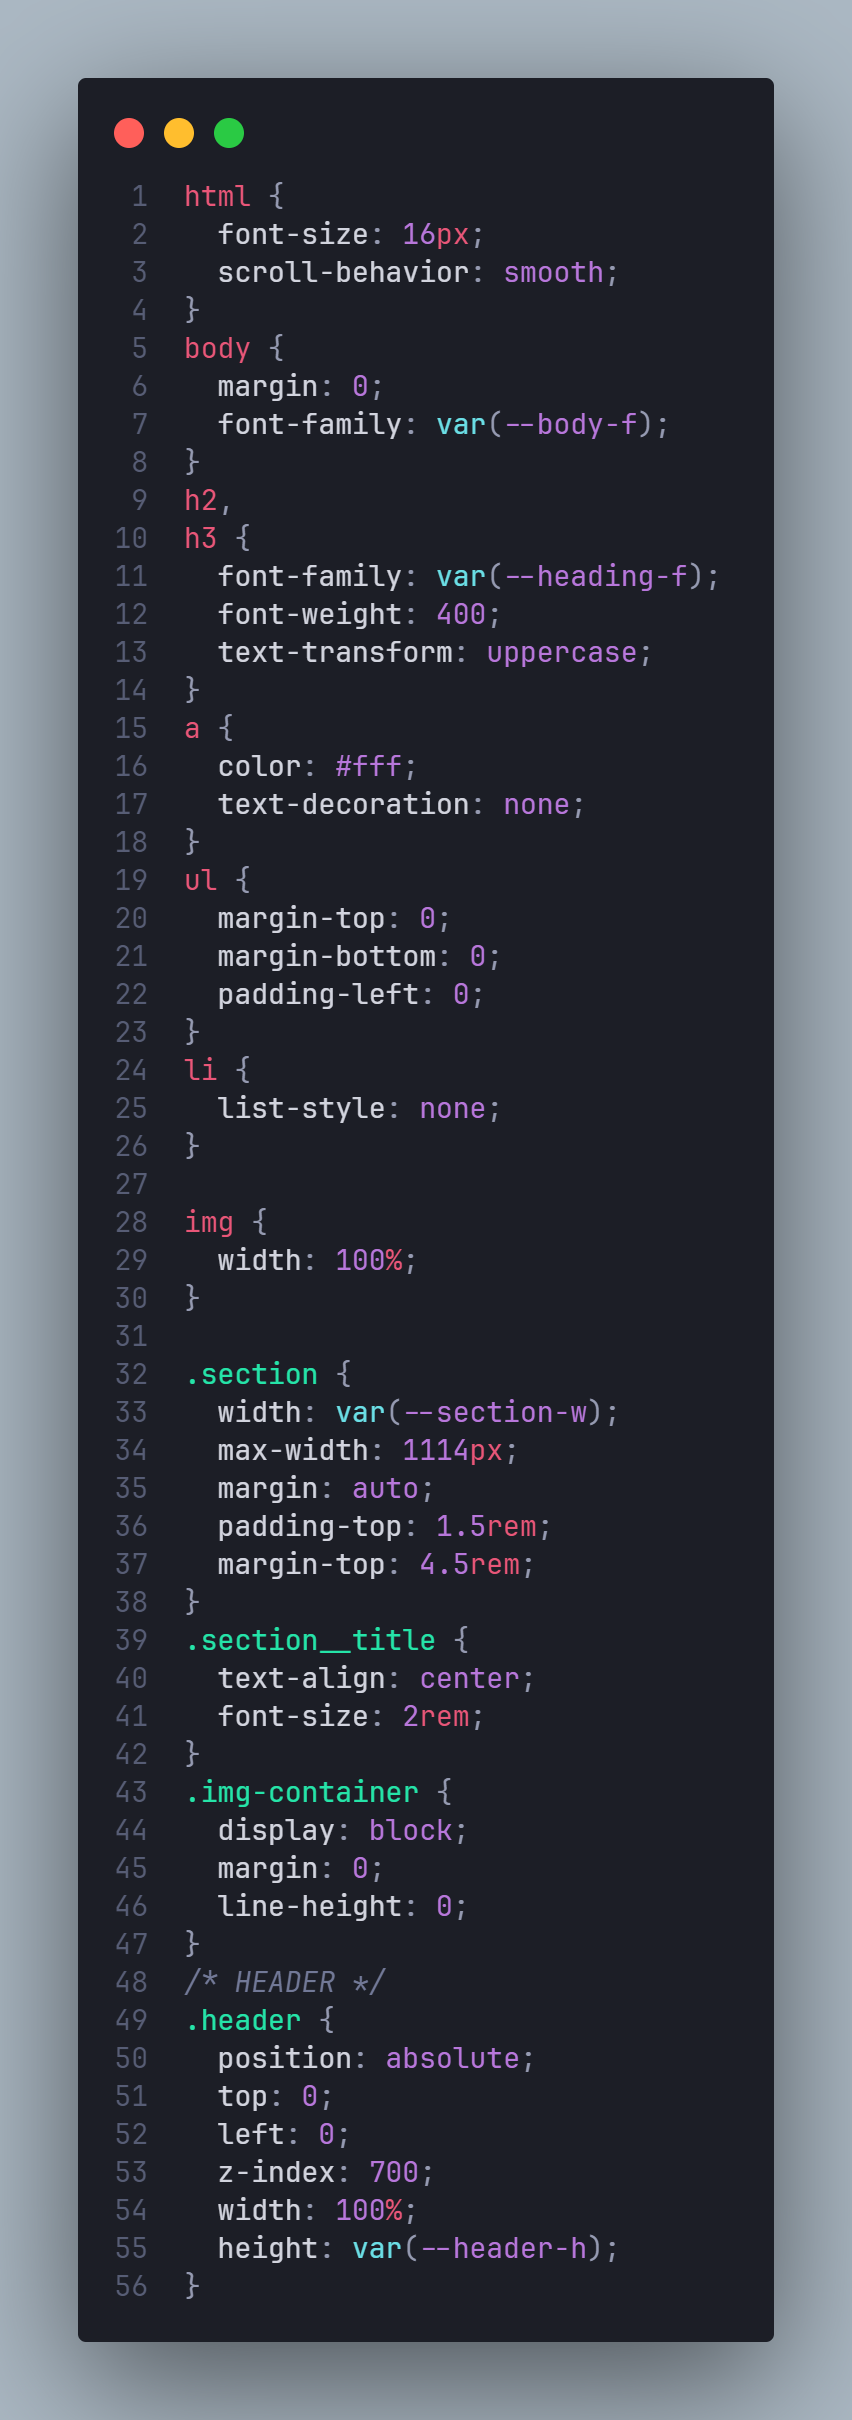 1 html {
2   font-size: 16px;
3   scroll-behavior: smooth;
4 }
5 body {
6   margin: 0;
7   font-family: var(--body-f);
8 }
9 h2,
10 h3 {
11   font-family: var(--heading-f);
12   font-weight: 400;
13   text-transform: uppercase;
14 }
15 a {
16   color: #fff;
17   text-decoration: none;
18 }
19 ul {
20   margin-top: 0;
21   margin-bottom: 0;
22   padding-left: 0;
23 }
24 li {
25   list-style: none;
26 }
27
28 img {
29   width: 100%;
30 }
31
32 .section {
33   width: var(--section-w);
34   max-width: 1114px;
35   margin: auto;
36   padding-top: 1.5rem;
37   margin-top: 4.5rem;
38 }
39 .section__title {
40   text-align: center;
41   font-size: 2rem;
42 }
43 .img-container {
44   display: block;
45   margin: 0;
46   line-height: 0;
47 }
48 /* HEADER */
49 .header {
50   position: absolute;
51   top: 0;
52   left: 0;
53   z-index: 700;
54   width: 100%;
55   height: var(--header-h);
56 }